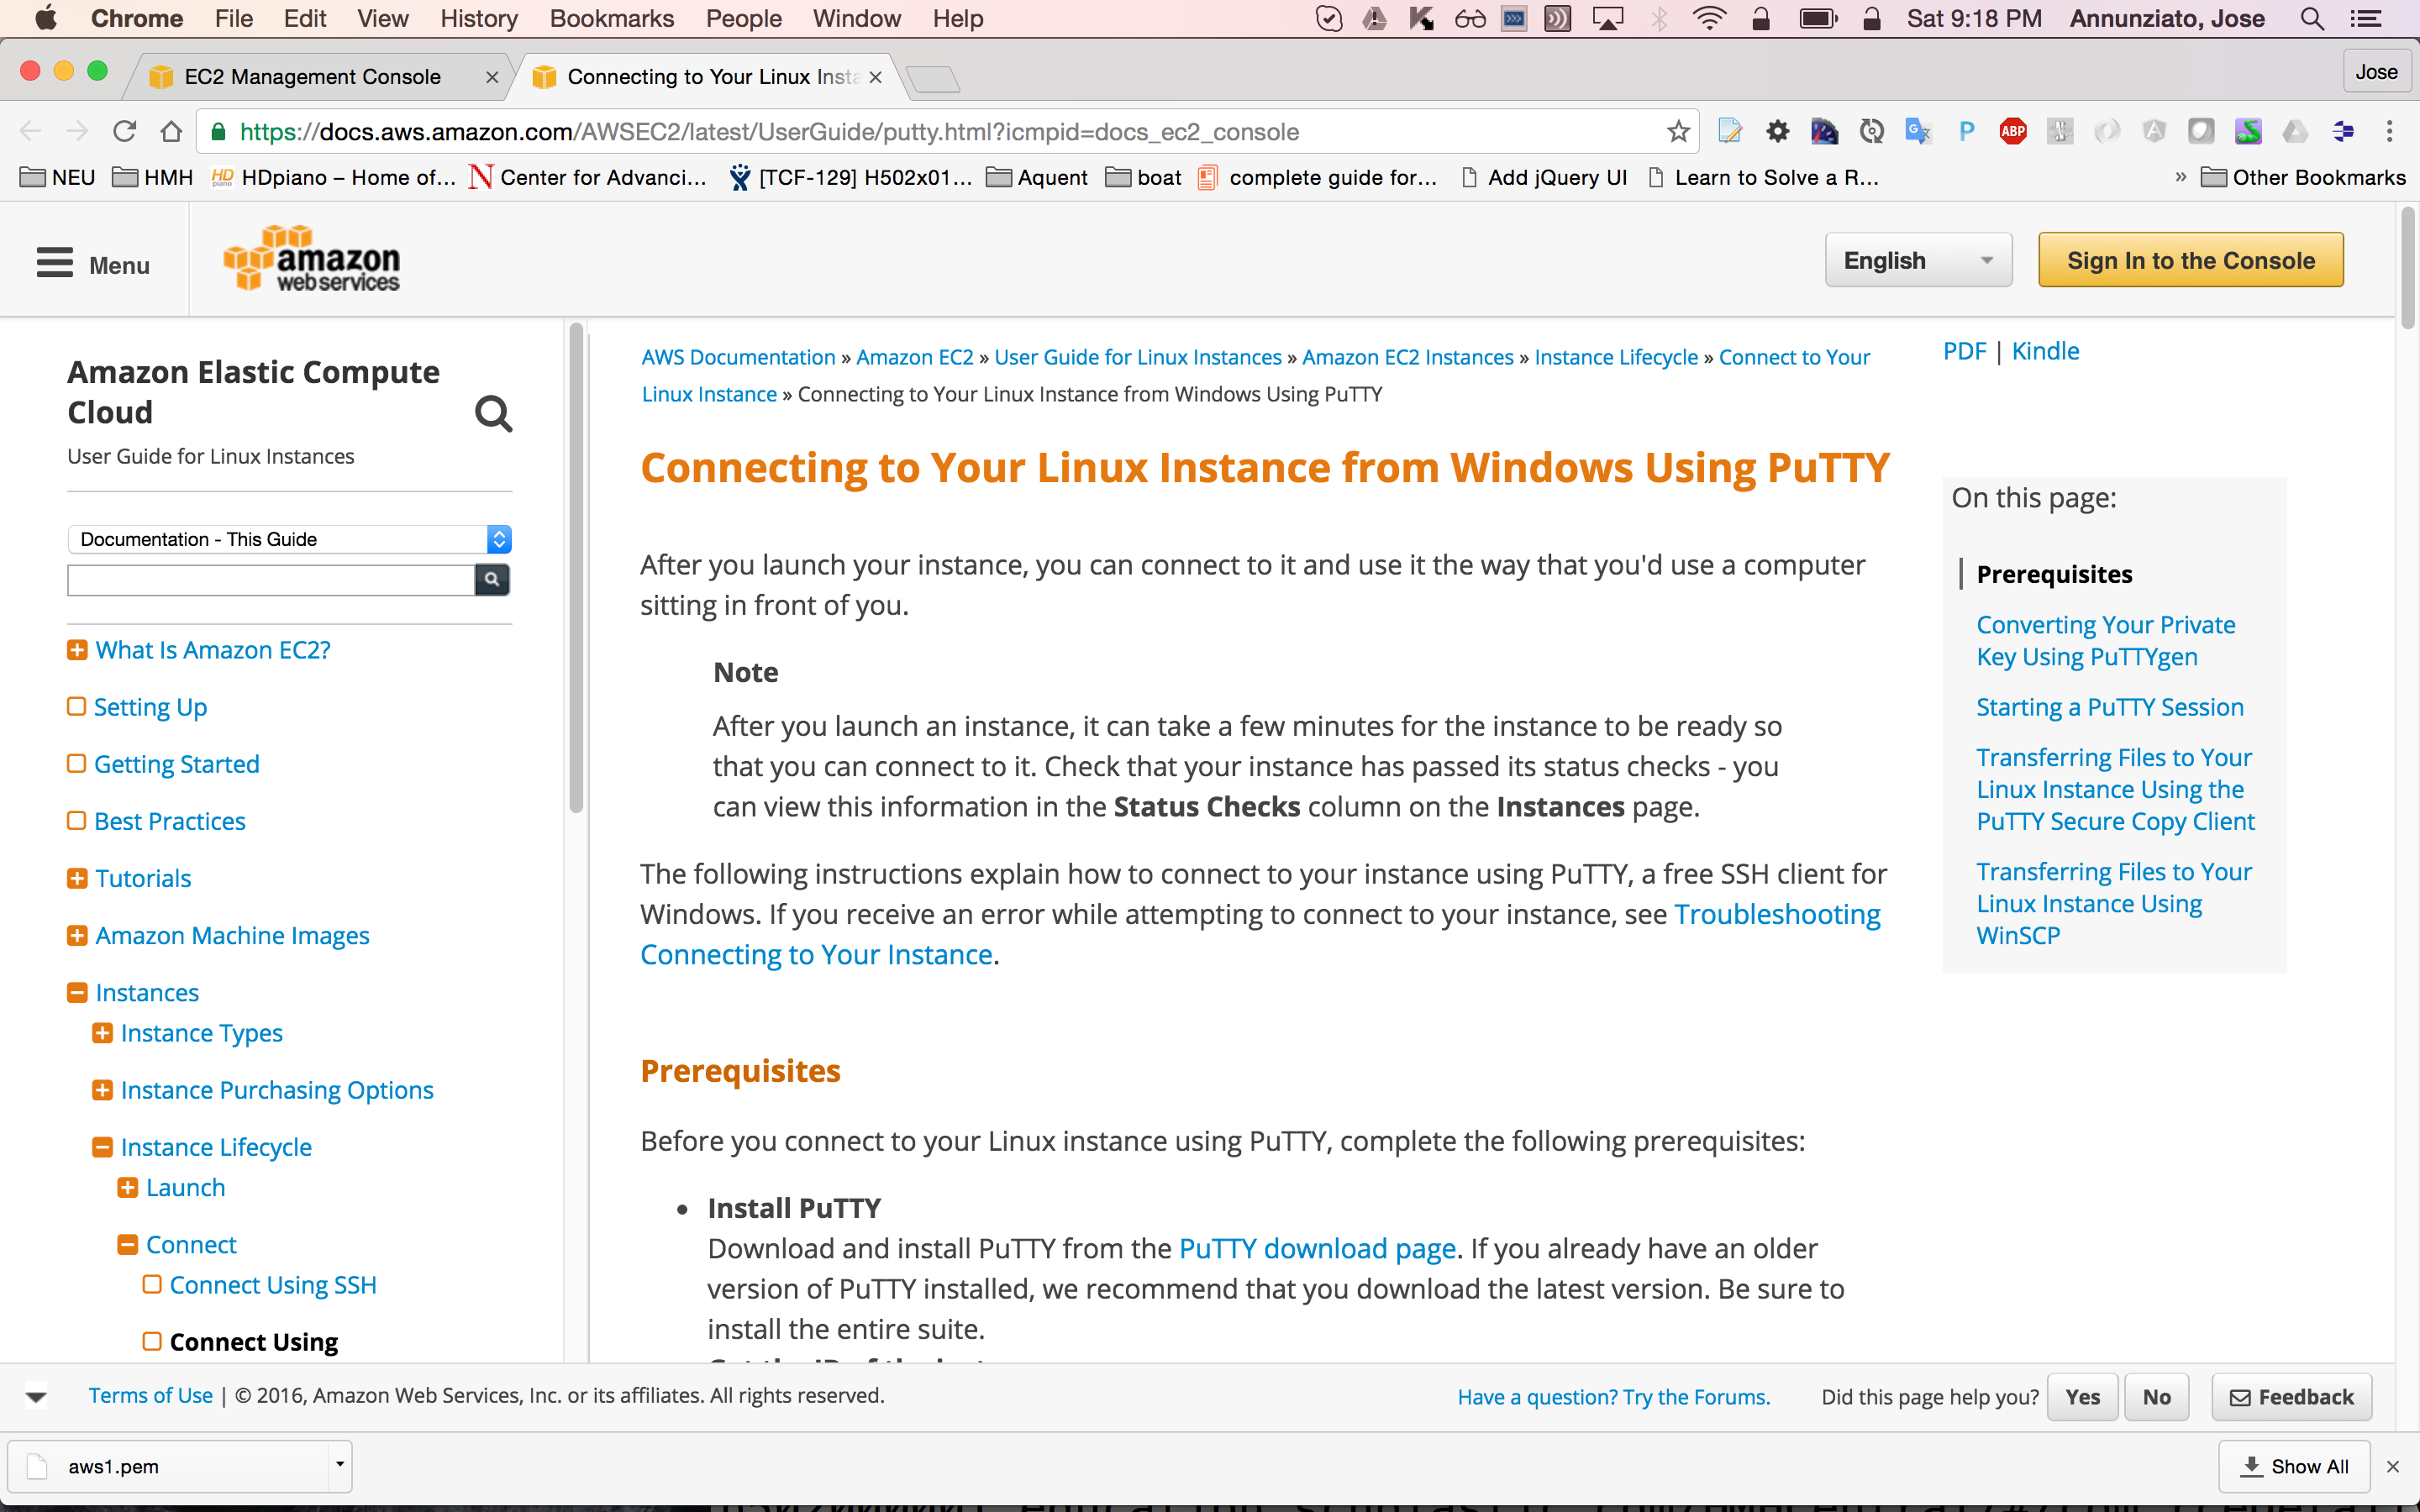 Chrome File Edit View History Bookmarks People Window Help
Sat 9:18 PM Annunziato, Jose
EC2 Management Console
Connecting to Your Linux Insta
Jose
https://docs.aws.amazon.com/AWSEC2/latest/UserGuide/putty.html?icmpid=docs_ec2_console
ABP
NEU HMH HDpiano – Home of... Center for Advanci... [TCF-129] H502x01... Aquent boat complete guide for... Add jQuery UI Learn to Solve a R... » Other Bookmarks
Menu
amazon
web services
English
Sign In to the Console
Amazon Elastic Compute
Cloud
User Guide for Linux Instances
Documentation - This Guide
What Is Amazon EC2?
Setting Up
Getting Started
Best Practices
Tutorials
Amazon Machine Images
Instances
Instance Types
Instance Purchasing Options
Instance Lifecycle
Launch
Connect
Connect Using SSH
Connect Using
AWS Documentation » Amazon EC2 » User Guide for Linux Instances » Amazon EC2 Instances » Instance Lifecycle » Connect to Your
Linux Instance » Connecting to Your Linux Instance from Windows Using PuTTY
Connecting to Your Linux Instance from Windows Using PuTTY
After you launch your instance, you can connect to it and use it the way that you'd use a computer
sitting in front of you.
Note
After you launch an instance, it can take a few minutes for the instance to be ready so
that you can connect to it. Check that your instance has passed its status checks - you
can view this information in the Status Checks column on the Instances page.
The following instructions explain how to connect to your instance using PuTTY, a free SSH client for
Windows. If you receive an error while attempting to connect to your instance, see Troubleshooting
Connecting to Your Instance.
Prerequisites
Before you connect to your Linux instance using PuTTY, complete the following prerequisites:
• Install PuTTY
Download and install PuTTY from the PuTTY download page. If you already have an older
version of PuTTY installed, we recommend that you download the latest version. Be sure to
install the entire suite.
PDF | Kindle
On this page:
Prerequisites
Converting Your Private
Key Using PuTTYgen
Starting a PuTTY Session
Transferring Files to Your
Linux Instance Using the
PuTTY Secure Copy Client
Transferring Files to Your
Linux Instance Using
WinSCP
Terms of Use | © 2016, Amazon Web Services, Inc. or its affiliates. All rights reserved.
Have a question? Try the Forums.
Did this page help you? Yes No Feedback
aws1.pem
Show All